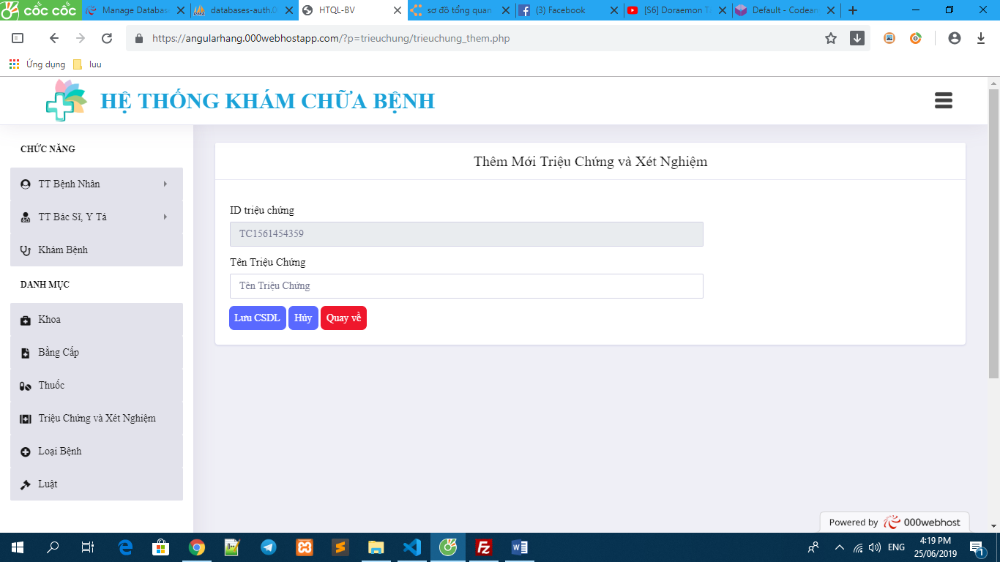 cốc cốc
Manage Databas
databases-auth.0
HTQL-BV
sơ đồ tổng quan
(3) Facebook
[S6] Doraemon T
Default - Codean
https://angularhang.000webhostapp.com/?p=trieuchung/trieuchung_them.php
Ứng dụng
luu
HỆ THỐNG KHÁM CHỮA BỆNH
CHỨC NĂNG
TT Bệnh Nhân
TT Bác Sĩ, Y Tá
Khám Bệnh
DANH MỤC
Khoa
Bằng Cấp
Thuốc
Triệu Chứng và Xét Nghiệm
Loại Bệnh
Luật
Thêm Mới Triệu Chứng và Xét Nghiệm
ID triệu chứng
TC1561454359
Tên Triệu Chứng
Tên Triệu Chứng
Lưu CSDL Hủy Quay về
Powered by 000webhost
ENG
4:19 PM
25/06/2019
1